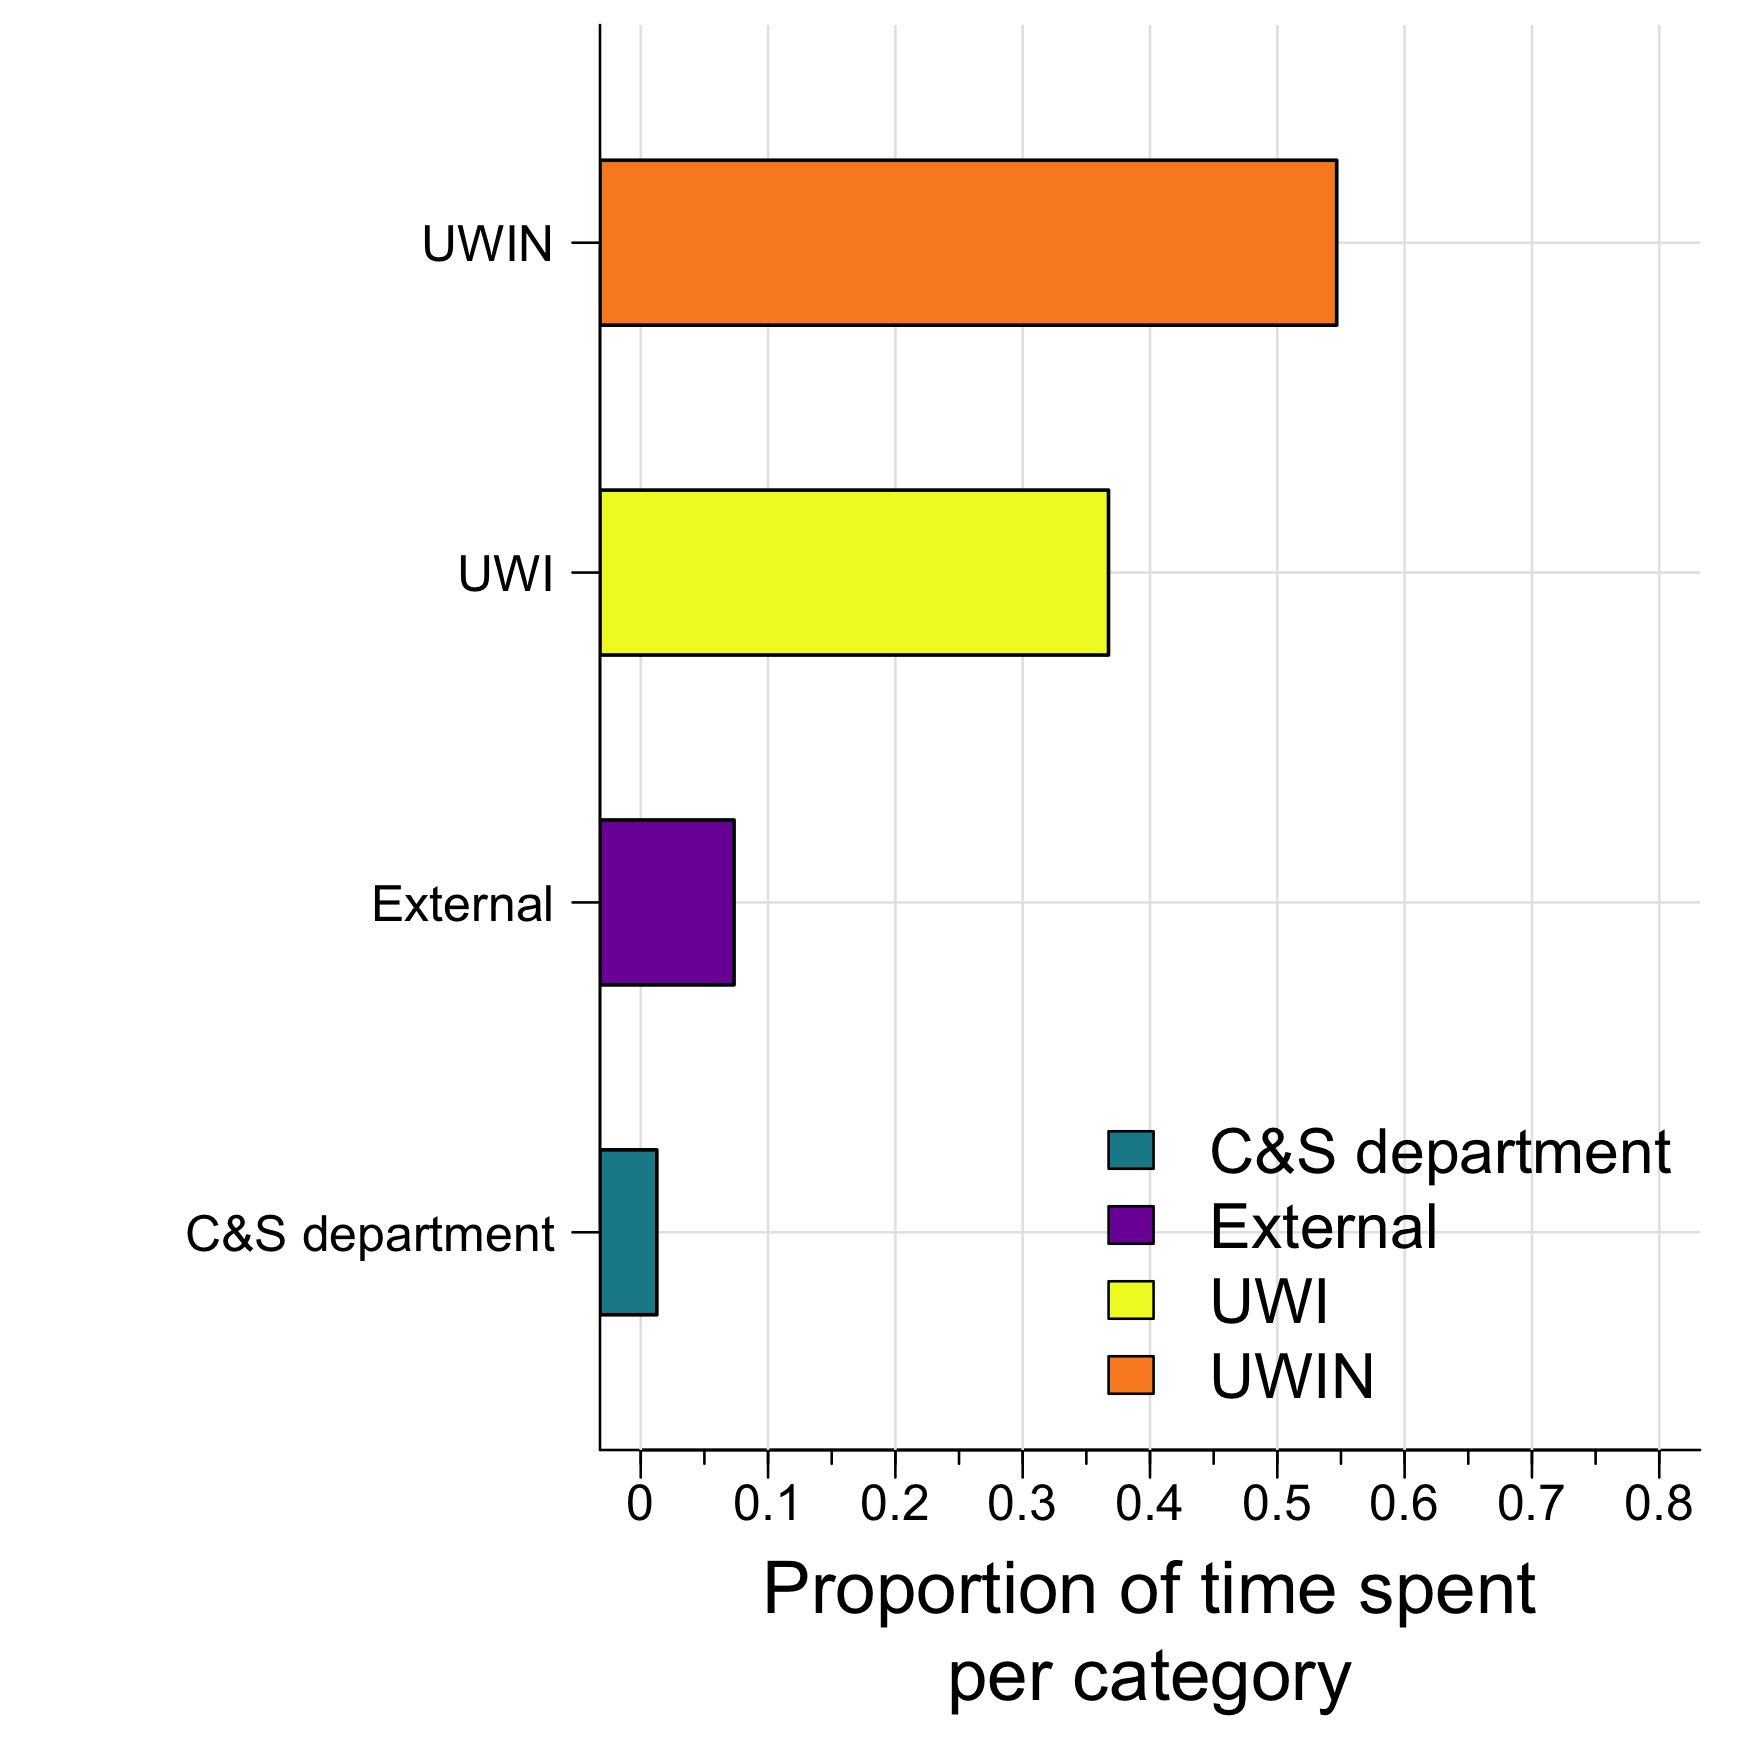 UWIN
UWI
External
C&S department
C&S department
External
UWI
UWIN
0 0.1 0.2 0.3 0.4 0.5 0.6 0.7 0.8
Proportion of time spent
per category